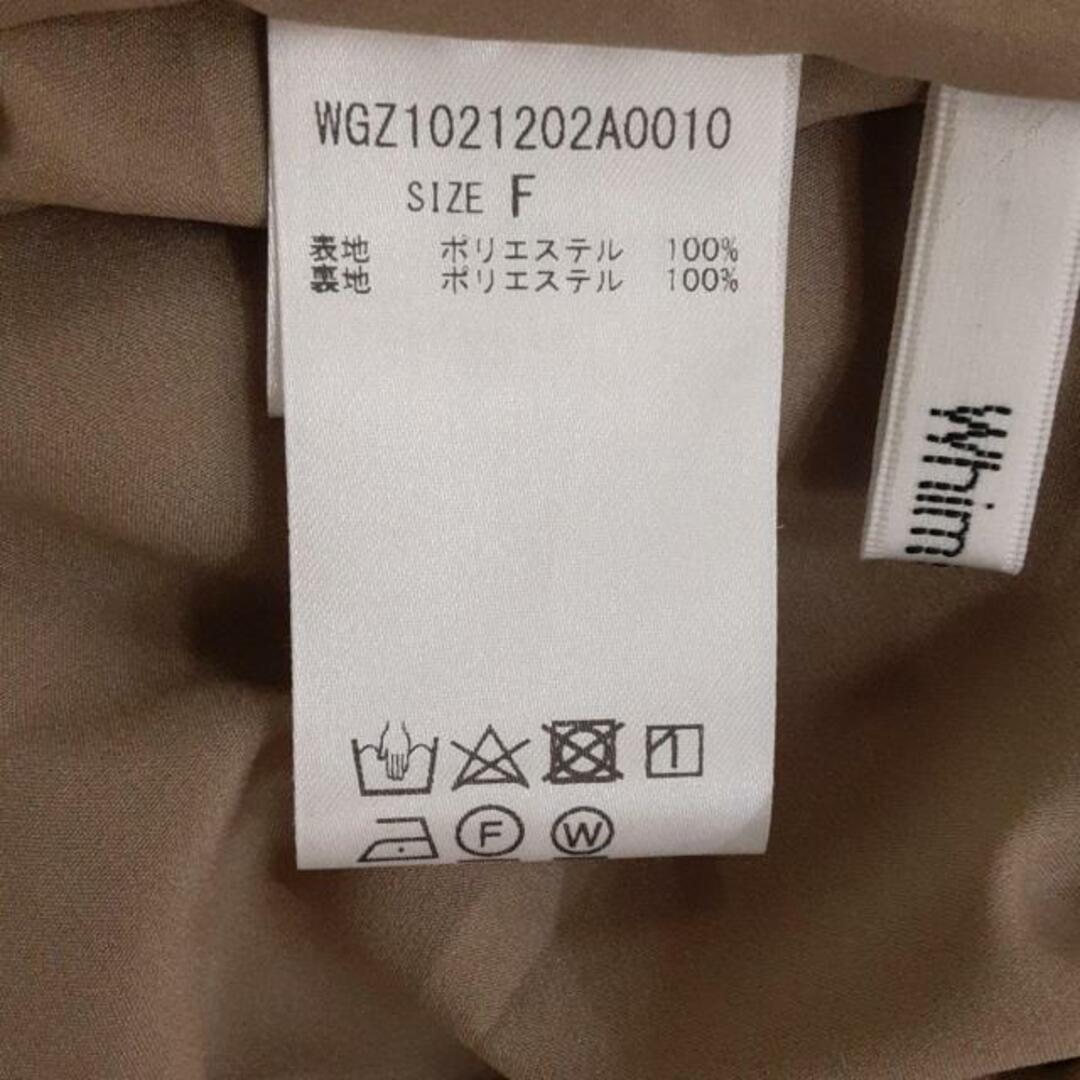 WGZ1021202A0010
SIZE F
表地 ポリエステル 100%
裏地 ポリエステル 100%
1
F W